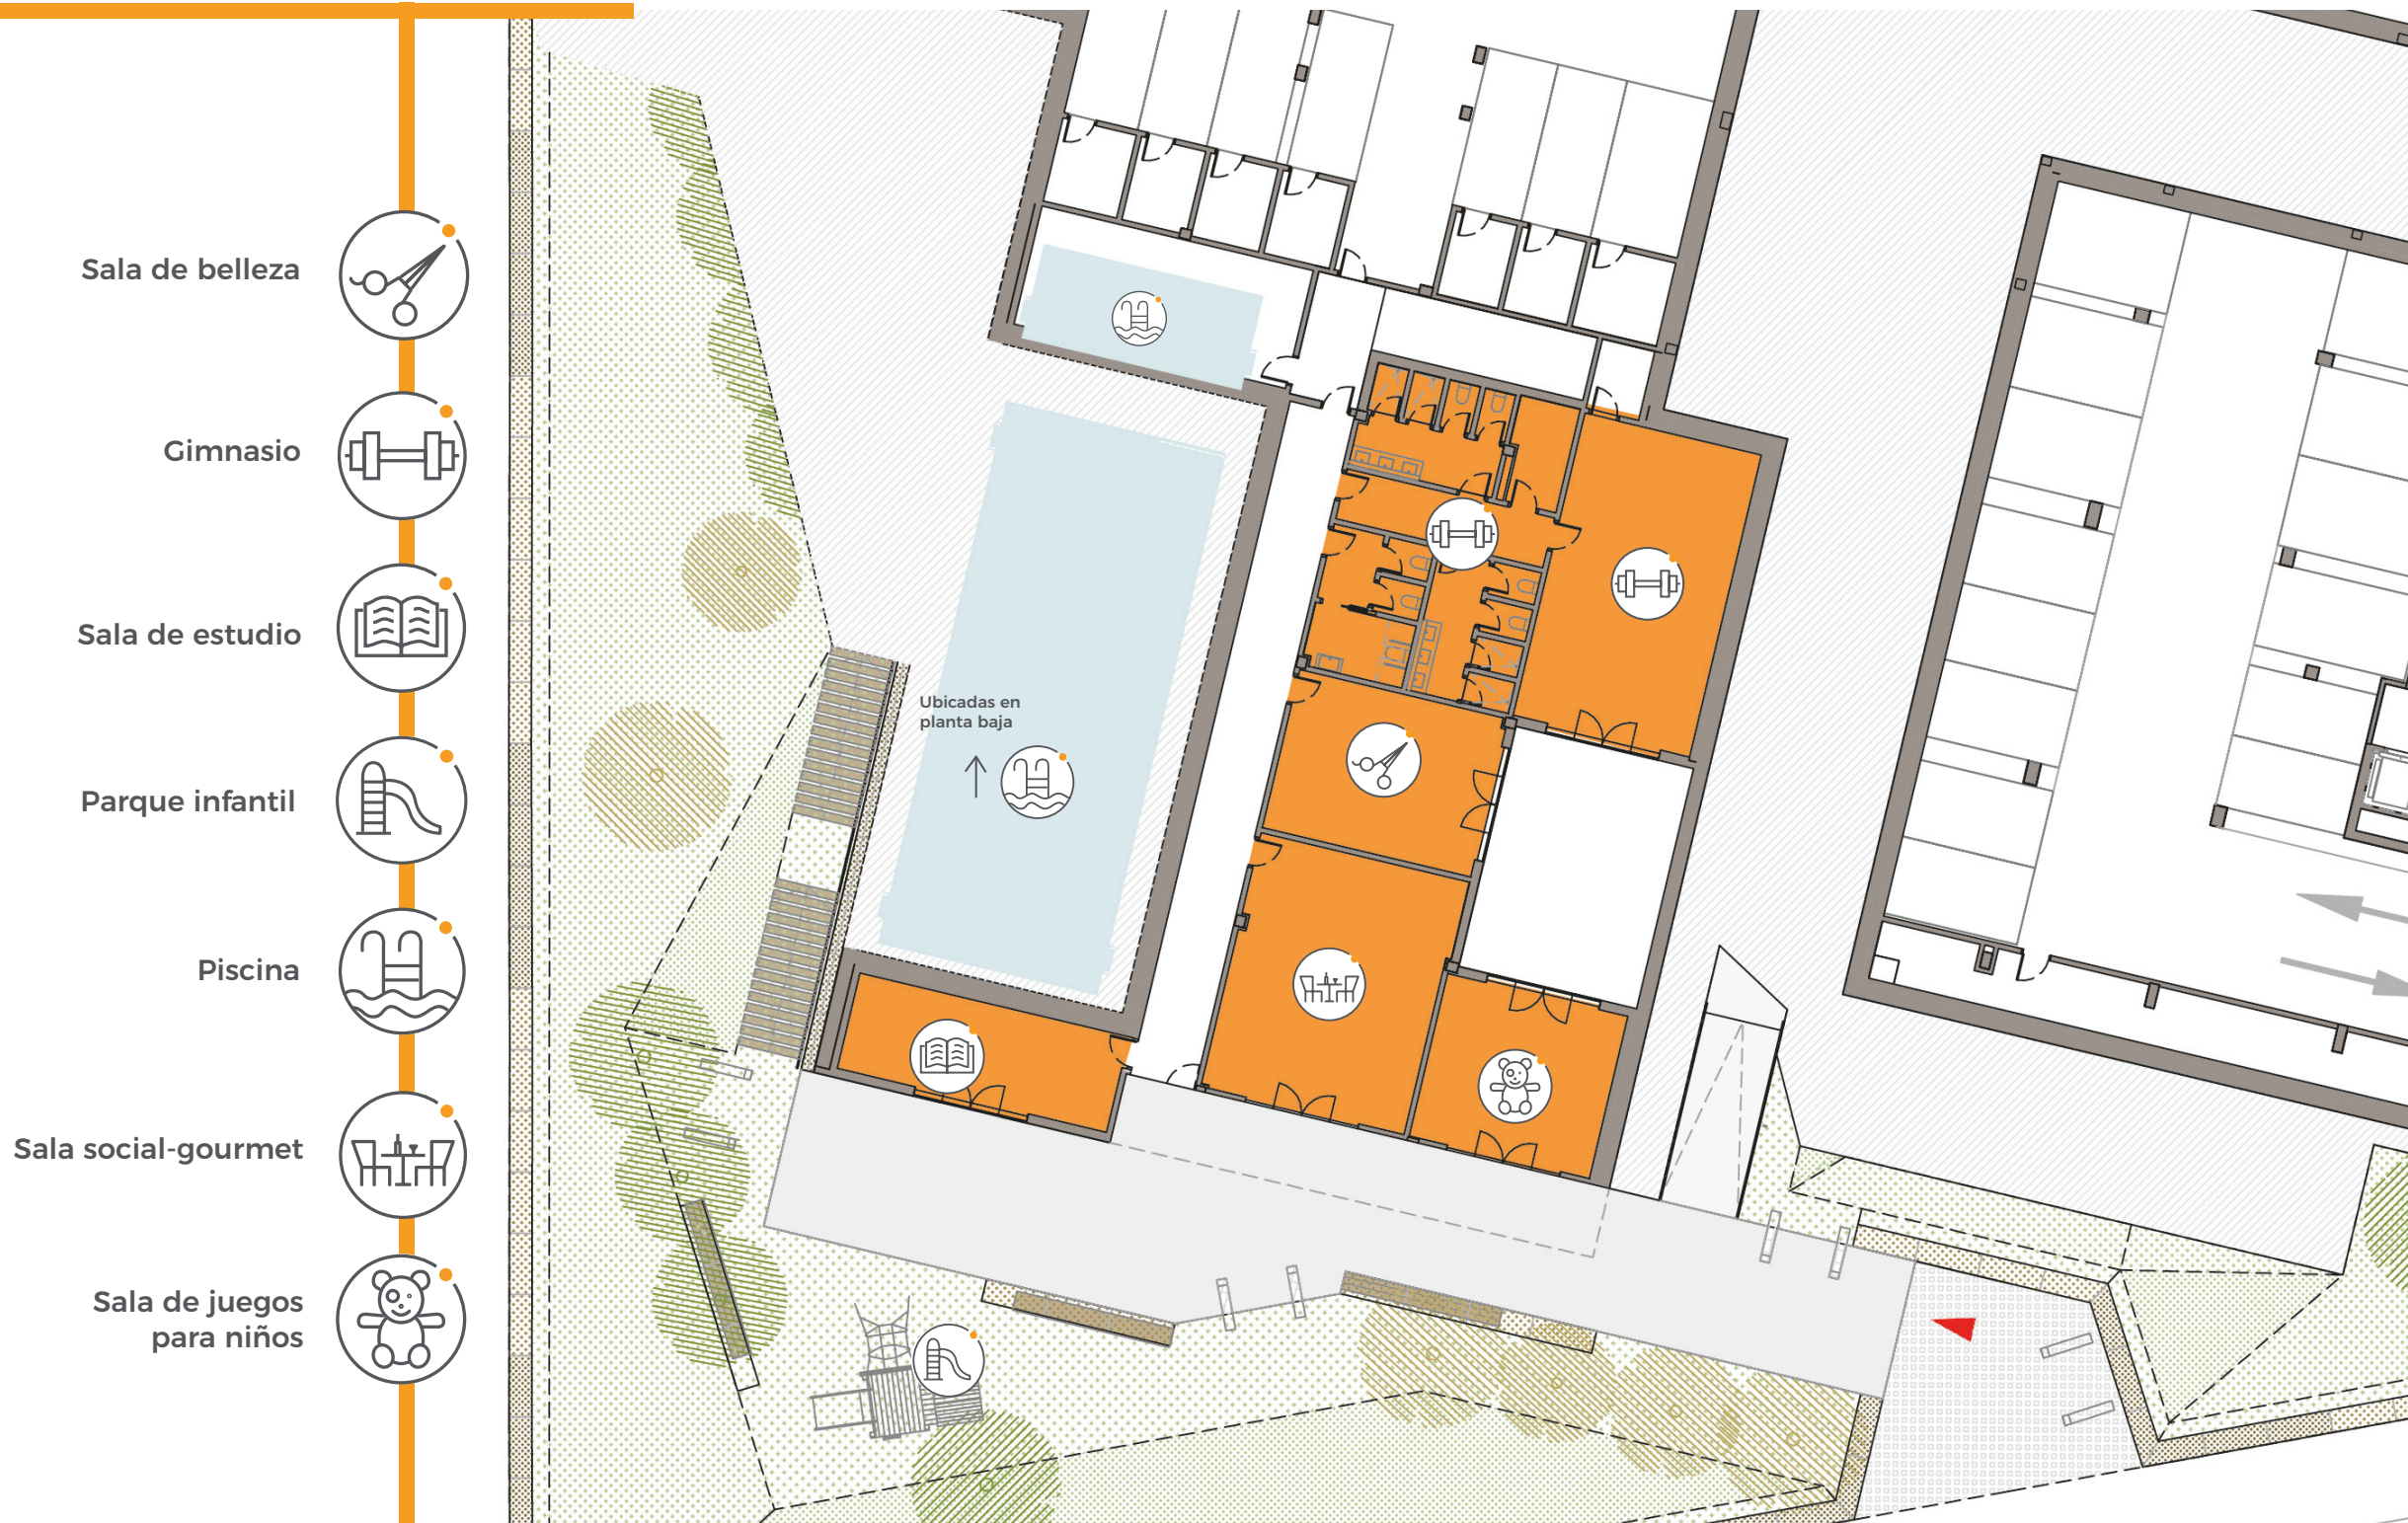 Sala de belleza
Gimnasio
Sala de estudio
Parque infantil
Piscina
Sala social-gourmet
Sala de juegos
para niños
Ubicadas en
planta baja